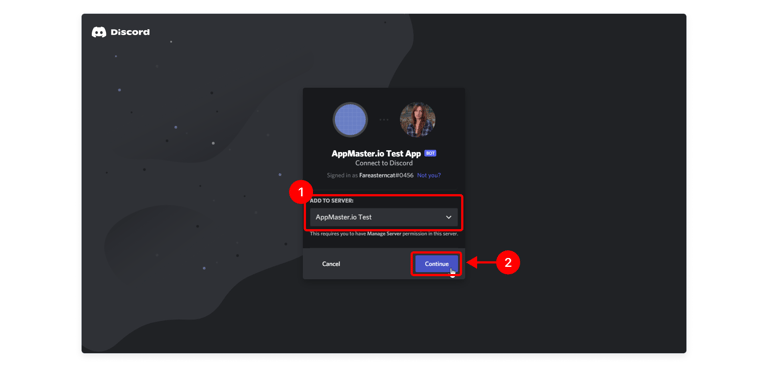 Discord
AppMaster.io Test App BOT
Connect to Discord
Signed in as Fareasterncat#0456 Not you?
1
ADD TO SERVER:
AppMaster.io Test
This requires you to have Manage Server permission in this server.
Cancel
Continue
2